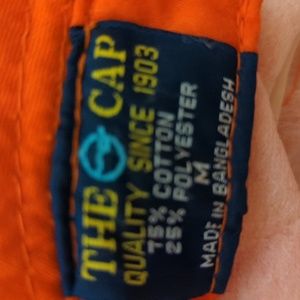 THE CAP
QUALITY SINCE 1903
75% COTTON
25% POLYESTER
M
MADE IN BANGLADESH